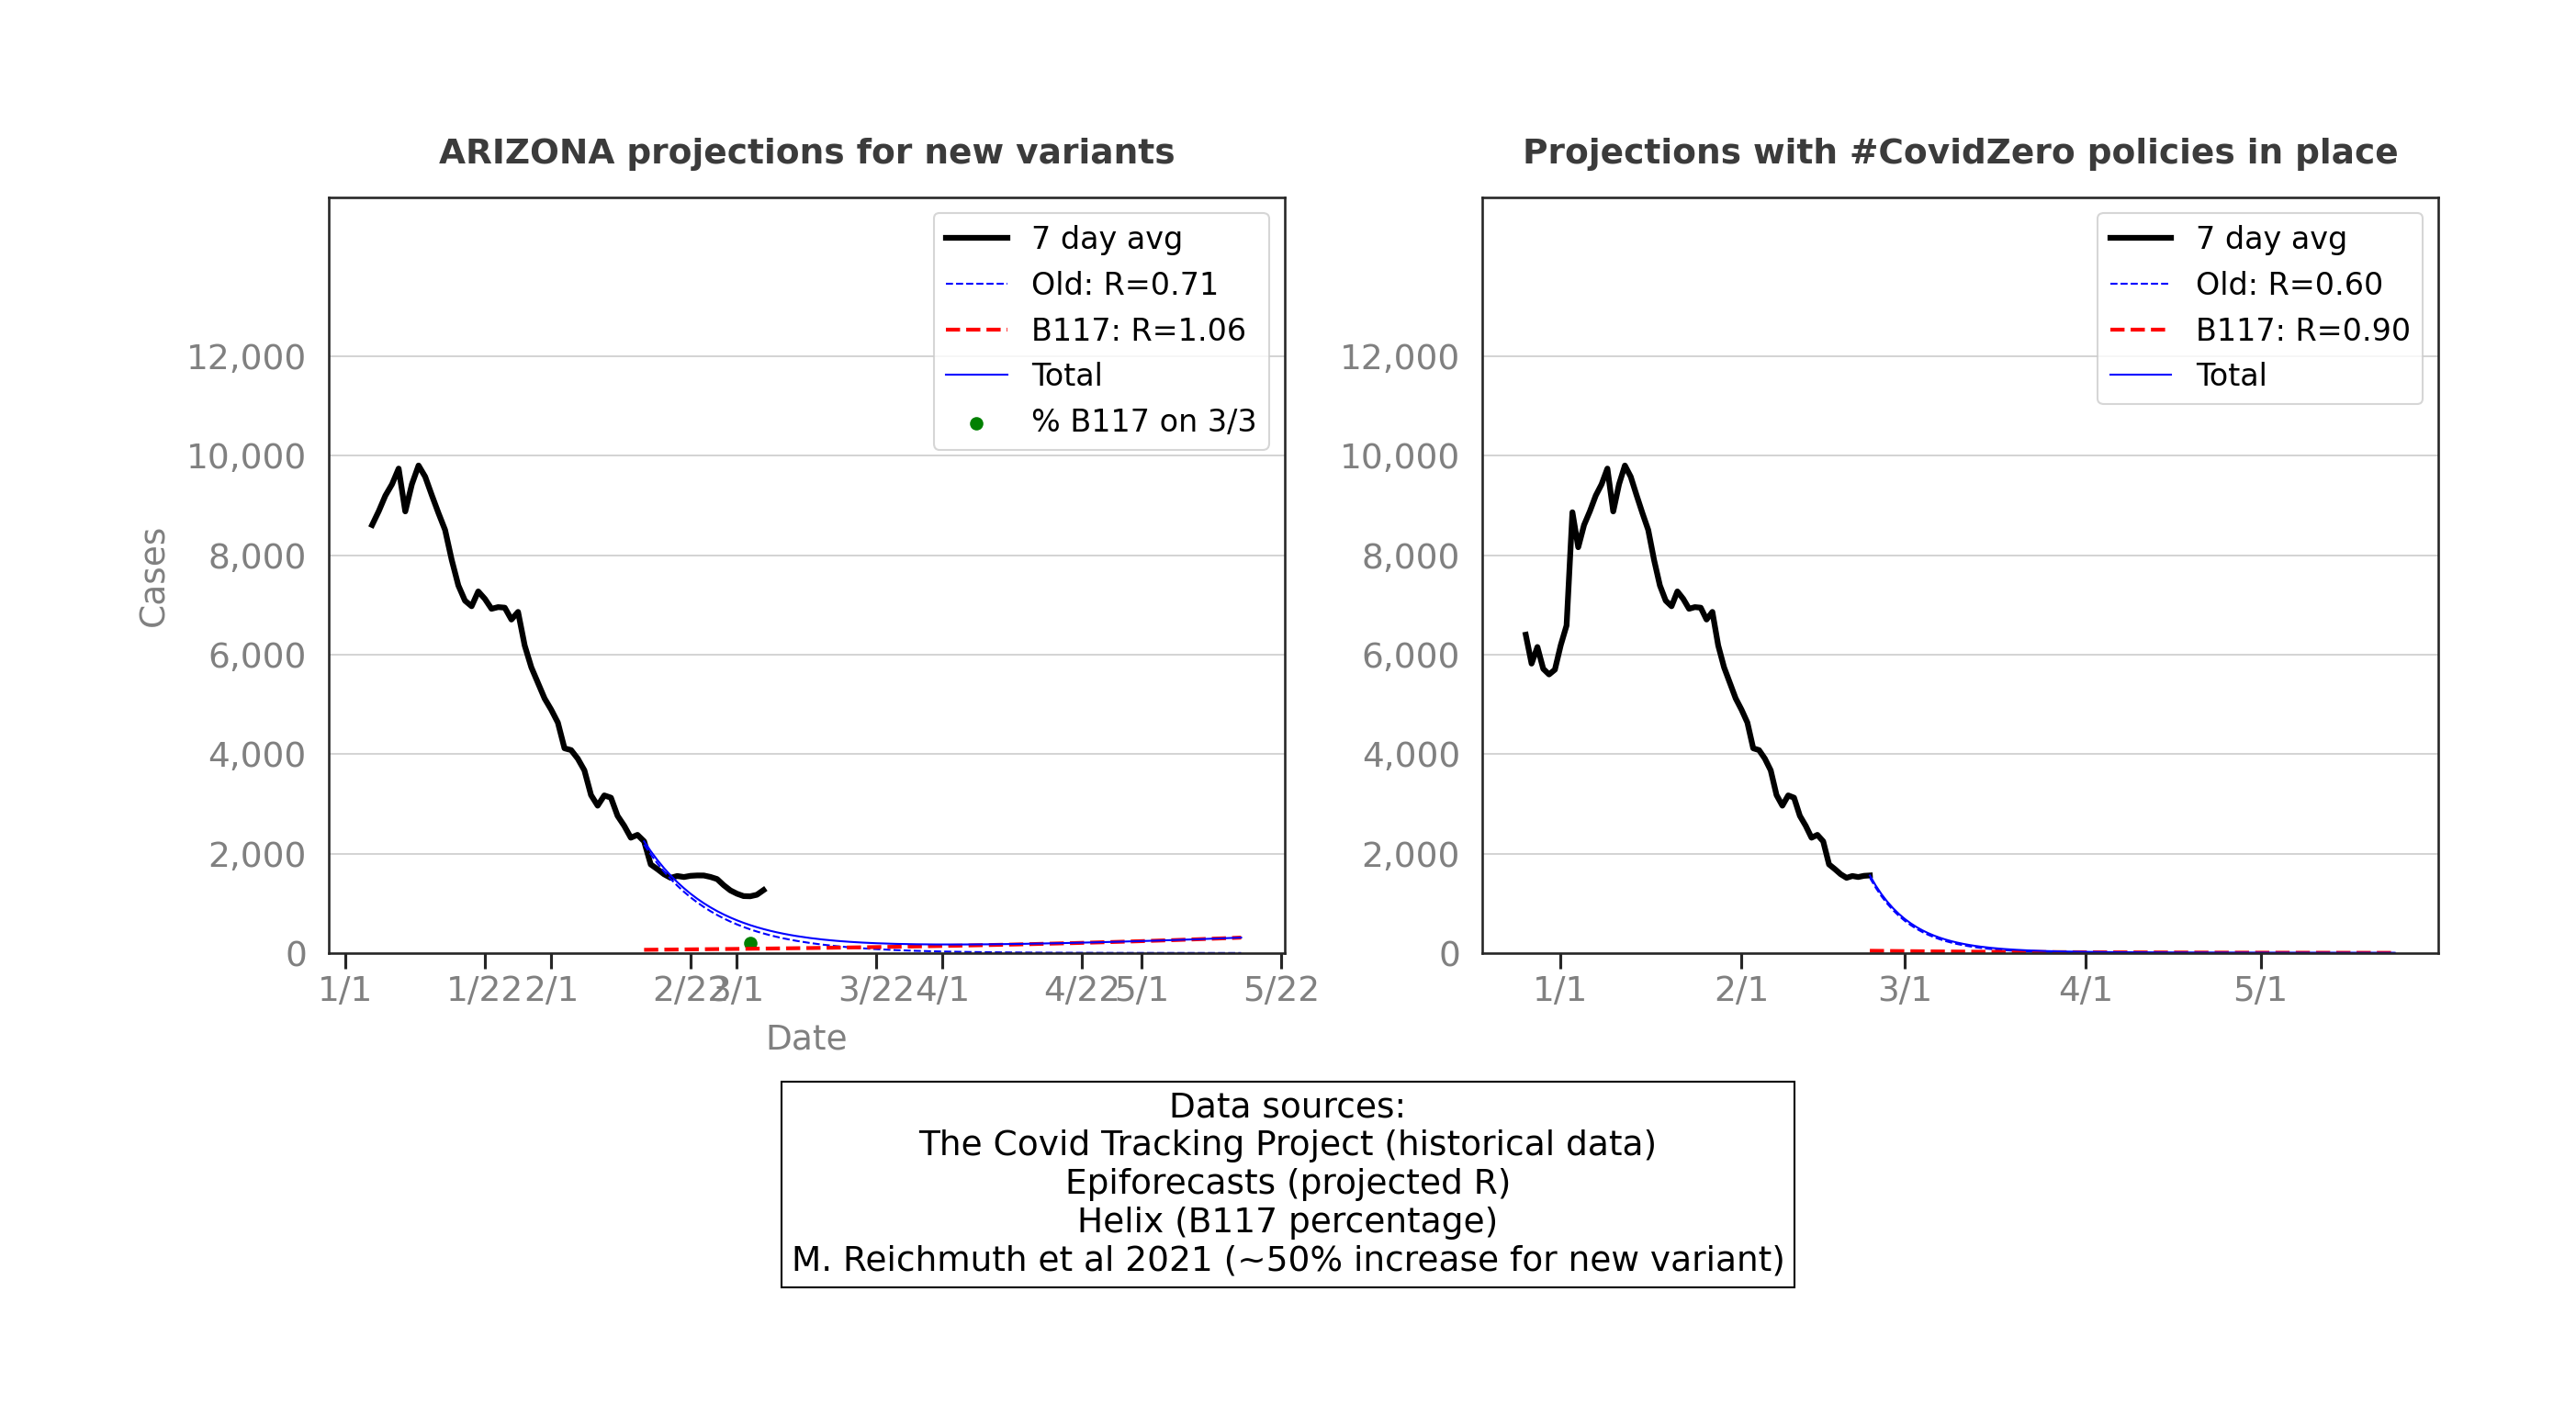 ARIZONA projections for new variants
7 day avg
Old: R=0.71
B117: R=1.06
Total
% B117 on 3/3
12,000
10,000
8,000
6,000
4,000
2,000
0
Cases
1/1
1/22
2/1
2/22
3/1
3/22
4/1
4/22
5/1
5/22
Date
Projections with #CovidZero policies in place
7 day avg
Old: R=0.60
B117: R=0.90
Total
12,000
10,000
8,000
6,000
4,000
2,000
0
1/1
2/1
3/1
4/1
5/1
Data sources:
The Covid Tracking Project (historical data)
Epiforecasts (projected R)
Helix (B117 percentage)
M. Reichmuth et al 2021 (~50% increase for new variant)